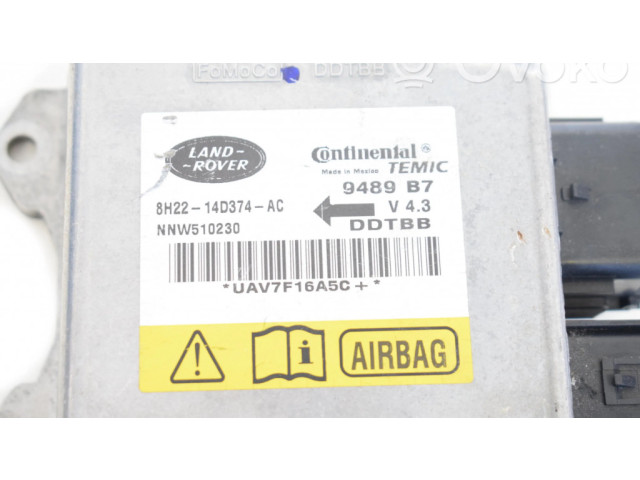 FoMoCo DDTBB
OVOKO
LAND-
-ROVER
Continental
TEMIC
Made in Mexico
9489 B7
8H22-14D374-AC
V 4.3
NNW510230
DDTBB
*UAV7F16A5C+*
i
AIRBAG